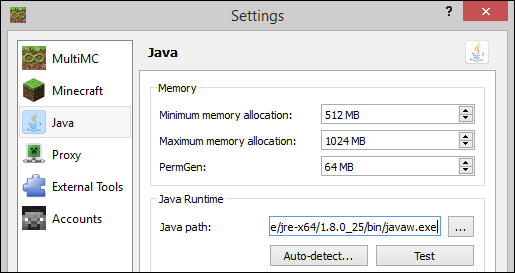 Settings
?
MultiMC
Minecraft
Java
Proxy
External Tools
Accounts
Java
Memory
Minimum memory allocation: 512 MB
Maximum memory allocation: 1024 MB
PermGen: 64 MB
Java Runtime
Java path: e/jre-x64/1.8.0_25/bin/javaw.exe ...
Auto-detect... Test